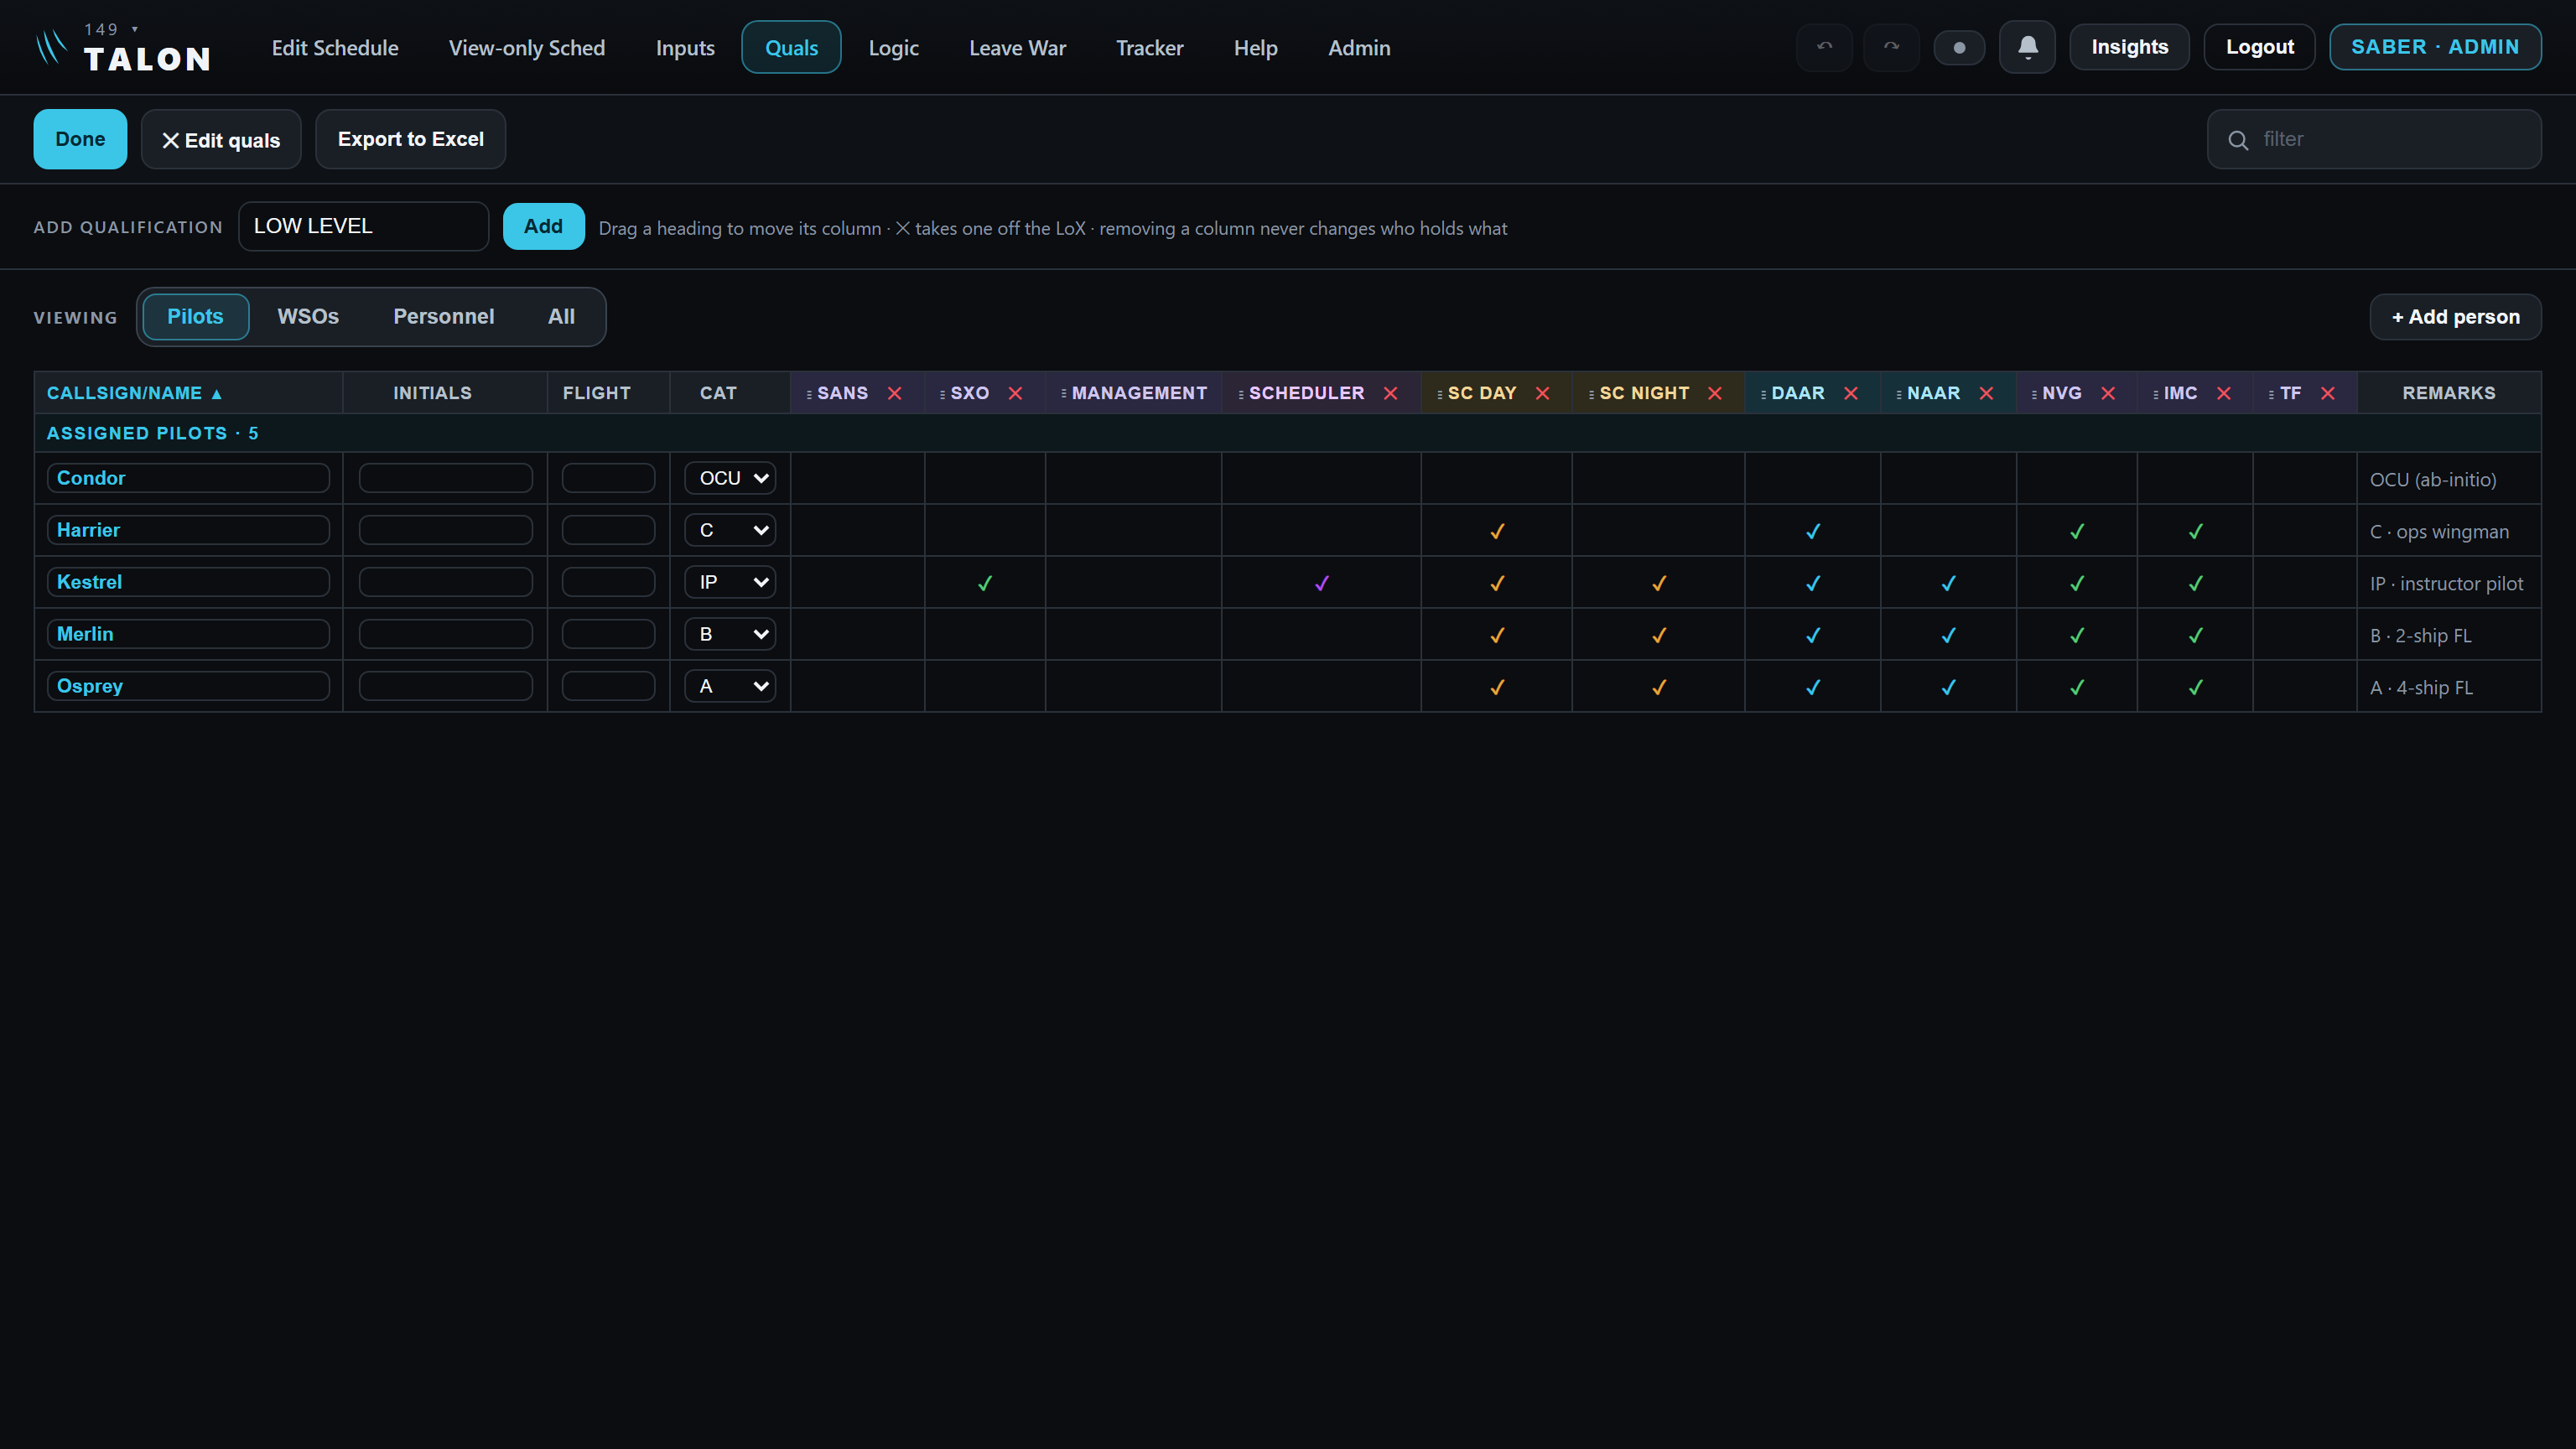 149 ▾
TALON
Edit Schedule View-only Sched Inputs Quals Logic Leave War Tracker Help Admin
Insights Logout SABER · ADMIN
Done ✕ Edit quals Export to Excel filter
ADD QUALIFICATION LOW LEVEL Add Drag a heading to move its column · ✕ takes one off the LoX · removing a column never changes who holds what
VIEWING Pilots WSOs Personnel All + Add person
CALLSIGN/NAME ▲ INITIALS FLIGHT CAT SANS ✕ SXO ✕ MANAGEMENT SCHEDULER ✕ SC DAY ✕ SC NIGHT ✕ DAAR ✕ NAAR ✕ NVG ✕ IMC ✕ TF ✕ REMARKS
ASSIGNED PILOTS · 5
Condor OCU OCU (ab-initio)
Harrier C ✓ ✓ ✓ ✓ C · ops wingman
Kestrel IP ✓ ✓ ✓ ✓ ✓ ✓ ✓ ✓ IP · instructor pilot
Merlin B ✓ ✓ ✓ ✓ ✓ ✓ B · 2-ship FL
Osprey A ✓ ✓ ✓ ✓ ✓ ✓ A · 4-ship FL